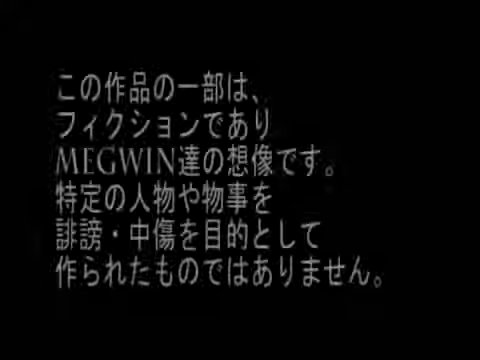 この作品の一部は、
フィクションであり
MEGWIN達の想像です。
特定の人物や物事を
誹謗・中傷を目的として
作られたものではありません。